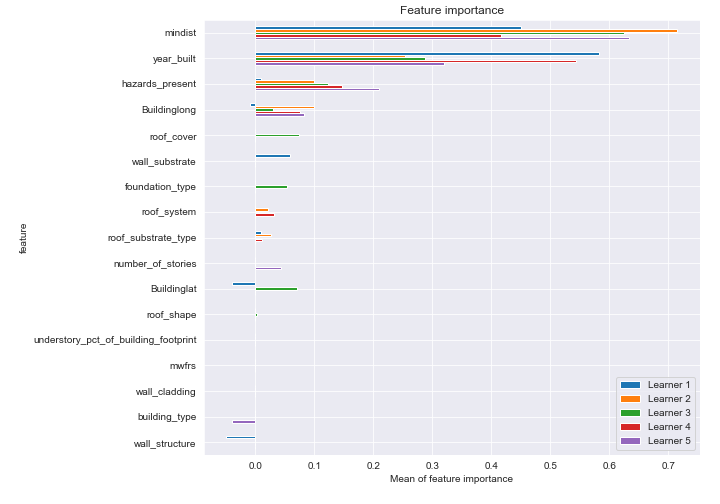 Feature importance
mindist
year_built
hazards_present
Buildinglong
roof_cover
wall_substrate
foundation_type
roof_system
roof_substrate_type
number_of_stories
Buildinglat
roof_shape
understory_pct_of_building_footprint
mwfrs
wall_cladding
building_type
wall_structure
feature
Learner 1
Learner 2
Learner 3
Learner 4
Learner 5
0.0 0.1 0.2 0.3 0.4 0.5 0.6 0.7
Mean of feature importance